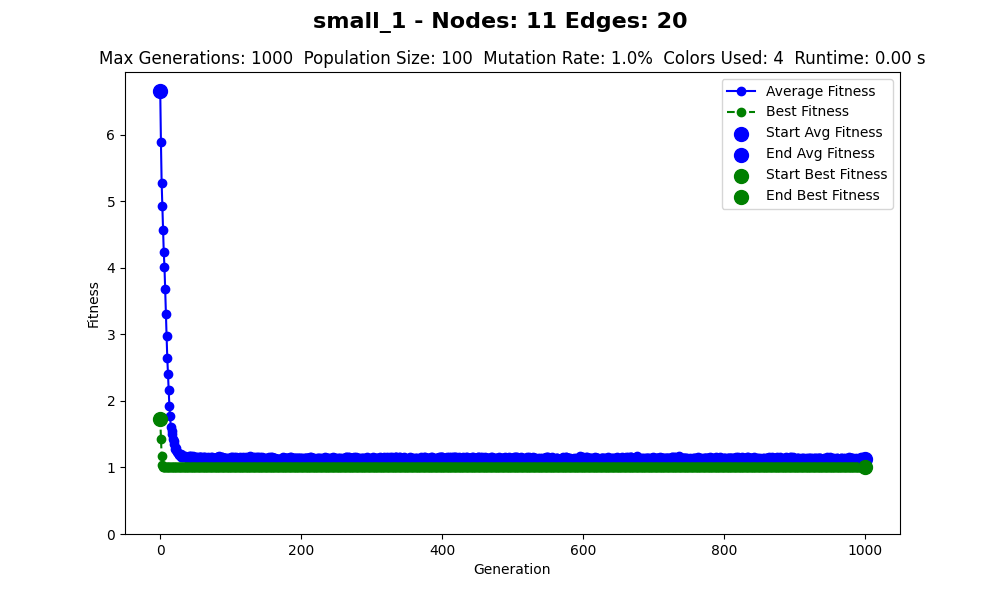 small_1 - Nodes: 11 Edges: 20
Max Generations: 1000  Population Size: 100  Mutation Rate: 1.0%  Colors Used: 4  Runtime: 0.00 s
Average Fitness
Best Fitness
Start Avg Fitness
End Avg Fitness
Start Best Fitness
End Best Fitness
Fitness
6
5
4
3
2
1
0
0 200 400 600 800 1000
Generation